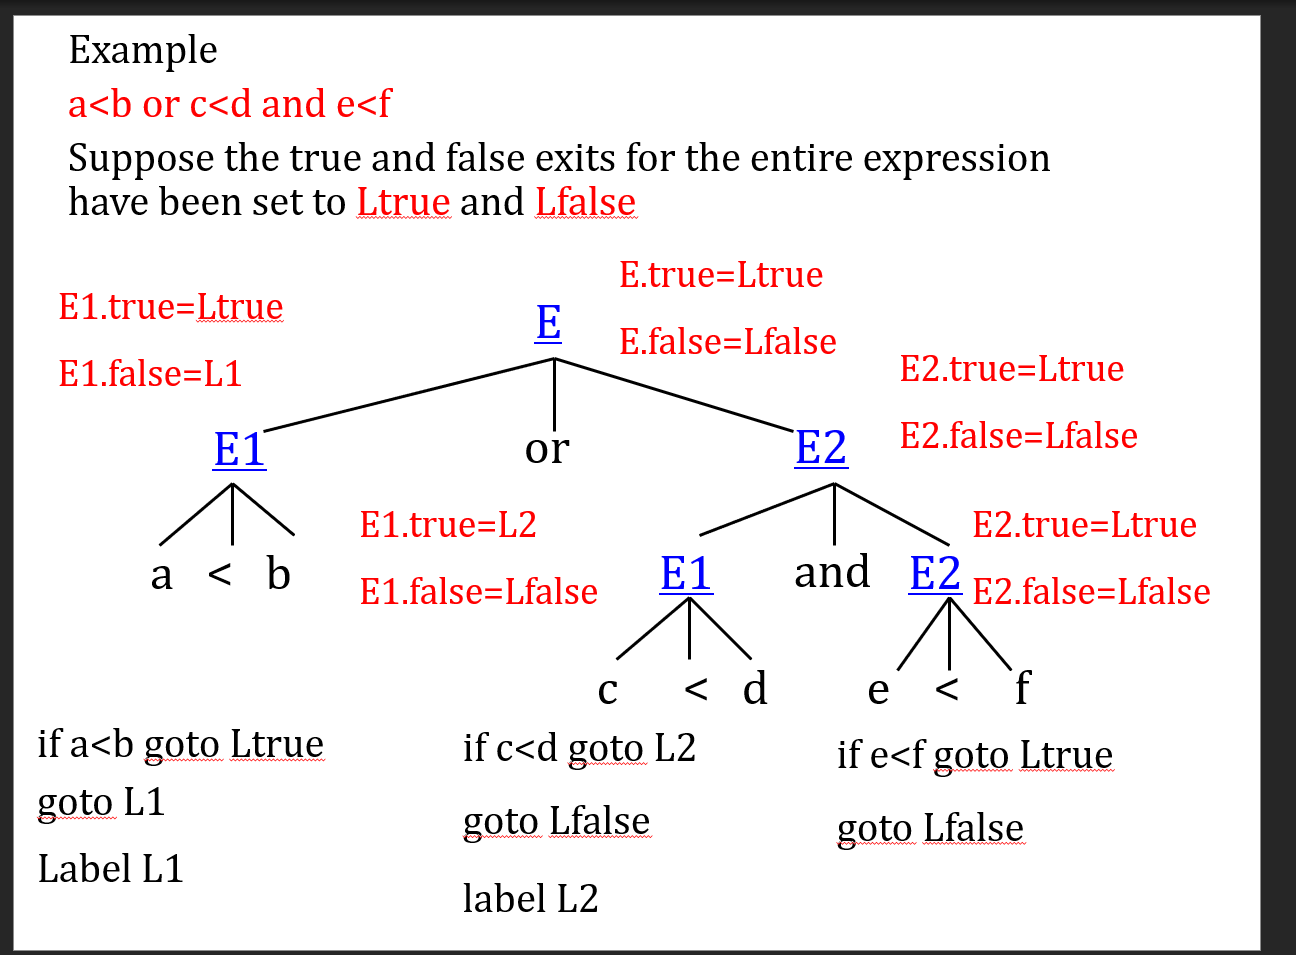 Example
a<b or c<d and e<f
Suppose the true and false exits for the entire expression
have been set to Ltrue and Lfalse
E.true=Ltrue
E1.true=Ltrue
E
E.false=Lfalse
E1.false=L1
E2.true=Ltrue
E1
or
E2
E2.false=Lfalse
E1.true=L2
E2.true=Ltrue
a < b
E1
and
E2
E1.false=Lfalse
E2.false=Lfalse
c < d
e < f
if a<b goto Ltrue
goto L1
Label L1
if c<d goto L2
goto Lfalse
label L2
if e<f goto Ltrue
goto Lfalse